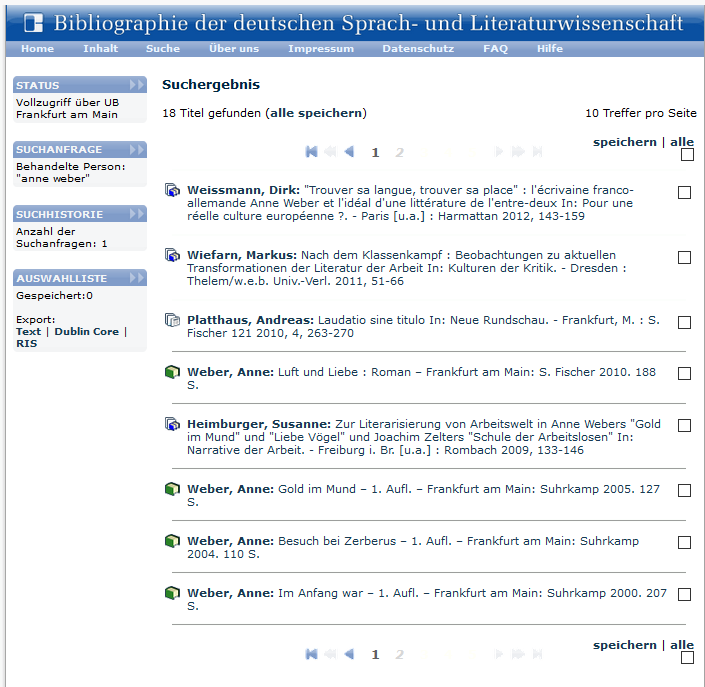 Bibliographie der deutschen Sprach- und Literaturwissenschaft
Home Inhalt Suche Über uns Impressum Datenschutz FAQ Hilfe
STATUS
Vollzugriff über UB
Frankfurt am Main
SUCHANFRAGE
Behandelte Person:
"anne weber"
SUCHHISTORIE
Anzahl der
Suchanfragen: 1
AUSWAHLLISTE
Gespeichert:0
Export:
Text | Dublin Core |
RIS
Suchergebnis
18 Titel gefunden (alle speichern) 10 Treffer pro Seite
speichern | alle
1 2
Weissmann, Dirk: "Trouver sa langue, trouver sa place" : l'écrivaine franco-
allemande Anne Weber et l'idéal d'une littérature de l'entre-deux In: Pour une
réelle culture européenne ?. - Paris [u.a.] : Harmattan 2012, 143-159
Wiefarn, Markus: Nach dem Klassenkampf : Beobachtungen zu aktuellen
Transformationen der Literatur der Arbeit In: Kulturen der Kritik. - Dresden :
Thelem/w.e.b. Univ.-Verl. 2011, 51-66
Platthaus, Andreas: Laudatio sine titulo In: Neue Rundschau. - Frankfurt, M. : S.
Fischer 121 2010, 4, 263-270
Weber, Anne: Luft und Liebe : Roman – Frankfurt am Main: S. Fischer 2010. 188
S.
Heimburger, Susanne: Zur Literarisierung von Arbeitswelt in Anne Webers "Gold
im Mund" und "Liebe Vögel" und Joachim Zelters "Schule der Arbeitslosen" In:
Narrative der Arbeit. - Freiburg i. Br. [u.a.] : Rombach 2009, 133-146
Weber, Anne: Gold im Mund – 1. Aufl. – Frankfurt am Main: Suhrkamp 2005. 127
S.
Weber, Anne: Besuch bei Zerberus – 1. Aufl. – Frankfurt am Main: Suhrkamp
2004. 110 S.
Weber, Anne: Im Anfang war – 1. Aufl. – Frankfurt am Main: Suhrkamp 2000. 207
S.
speichern | alle
1 2